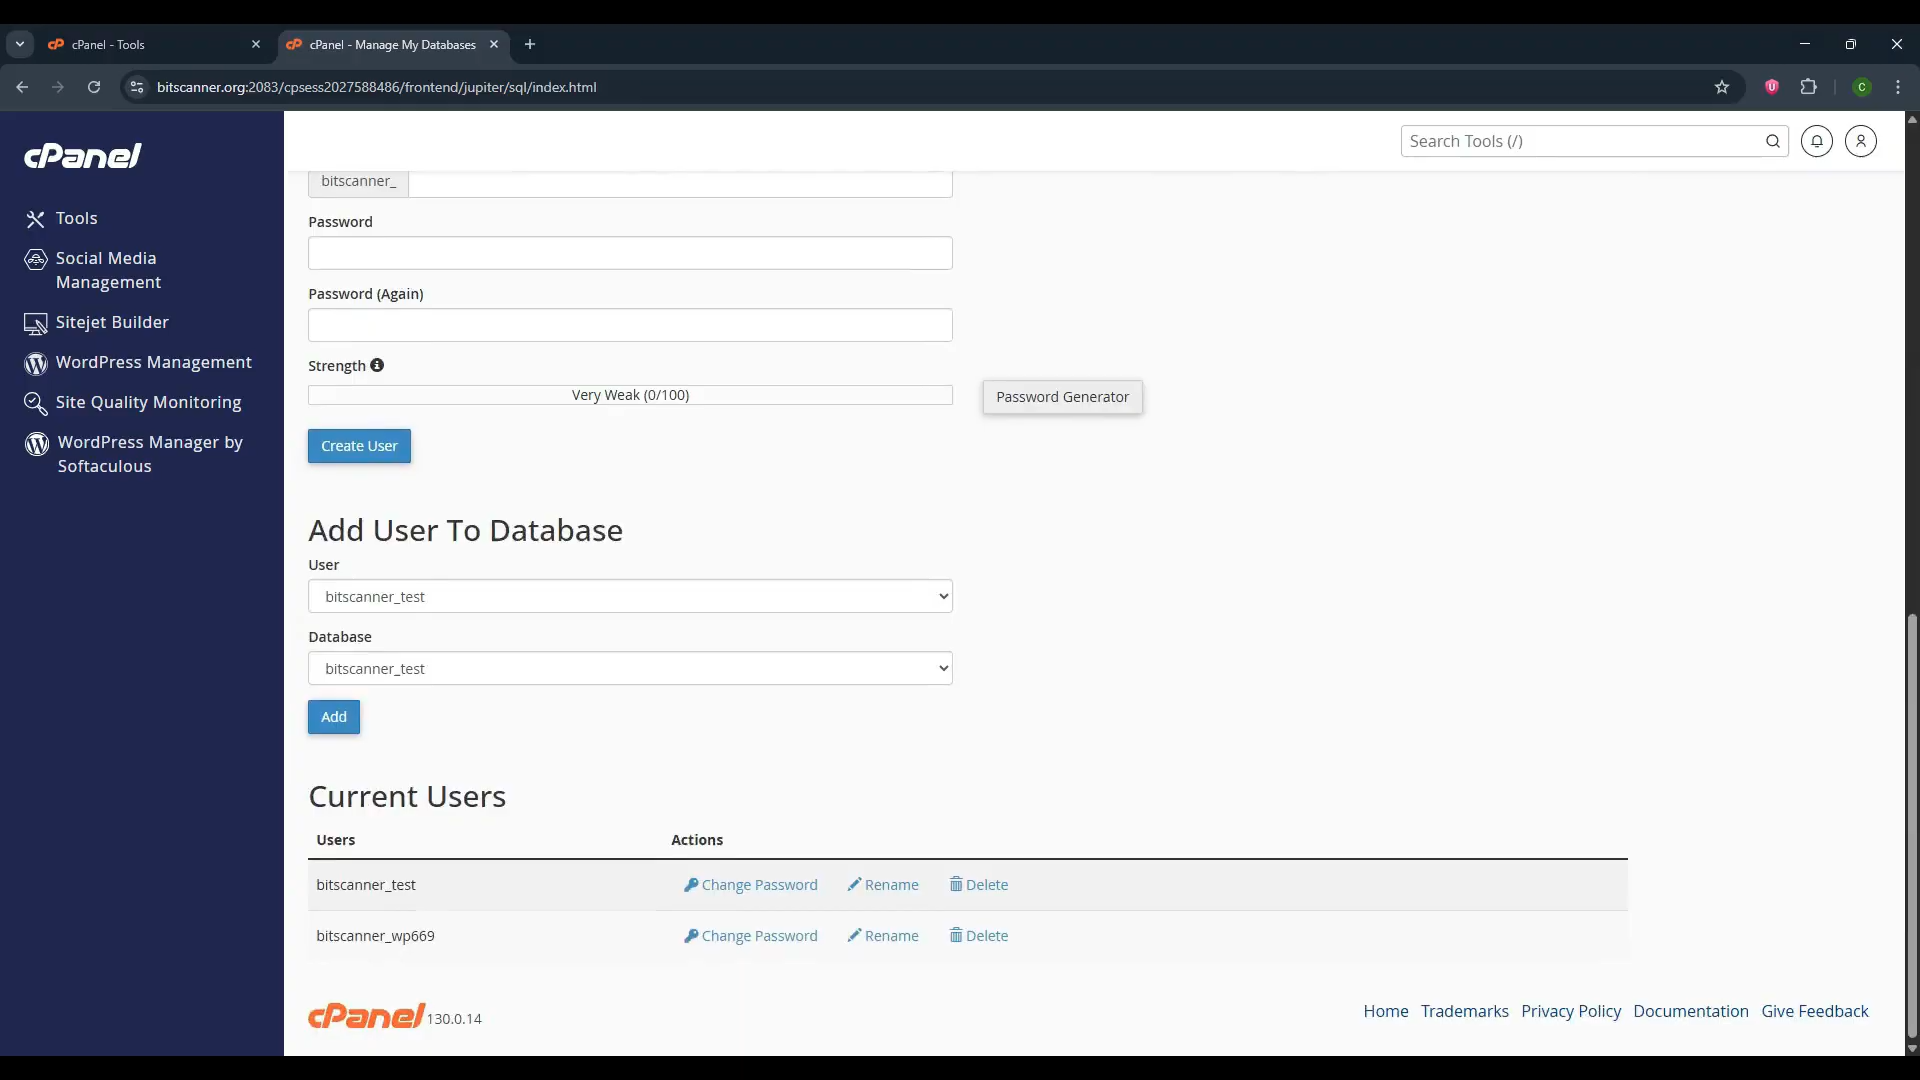 cPanel - Tools
cPanel - Manage My Databases
bitscanner.org:2083/cpsess2027588486/frontend/jupiter/sql/index.html
C
cPanel
Search Tools (/)
Tools
Social Media
Management
Sitejet Builder
WordPress Management
Site Quality Monitoring
WordPress Manager by
Softaculous
bitscanner_
Password
Password (Again)
Strength
Very Weak (0/100)
Password Generator
Create User
Add User To Database
User
bitscanner_test
Database
bitscanner_test
Add
Current Users
Users Actions
bitscanner_test Change Password Rename Delete
bitscanner_wp669 Change Password Rename Delete
cPanel 130.0.14
Home Trademarks Privacy Policy Documentation Give Feedback